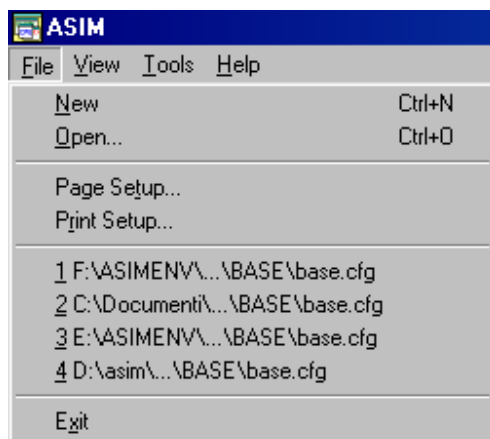 ASIM
File View Tools Help
New Ctrl+N
Open... Ctrl+O
Page Setup...
Print Setup...
1 F:\ASIMENV\...\BASE\base.cfg
2 C:\Documenti\...\BASE\base.cfg
3 E:\ASIMENV\...\BASE\base.cfg
4 D:\asim\...\BASE\base.cfg
Exit